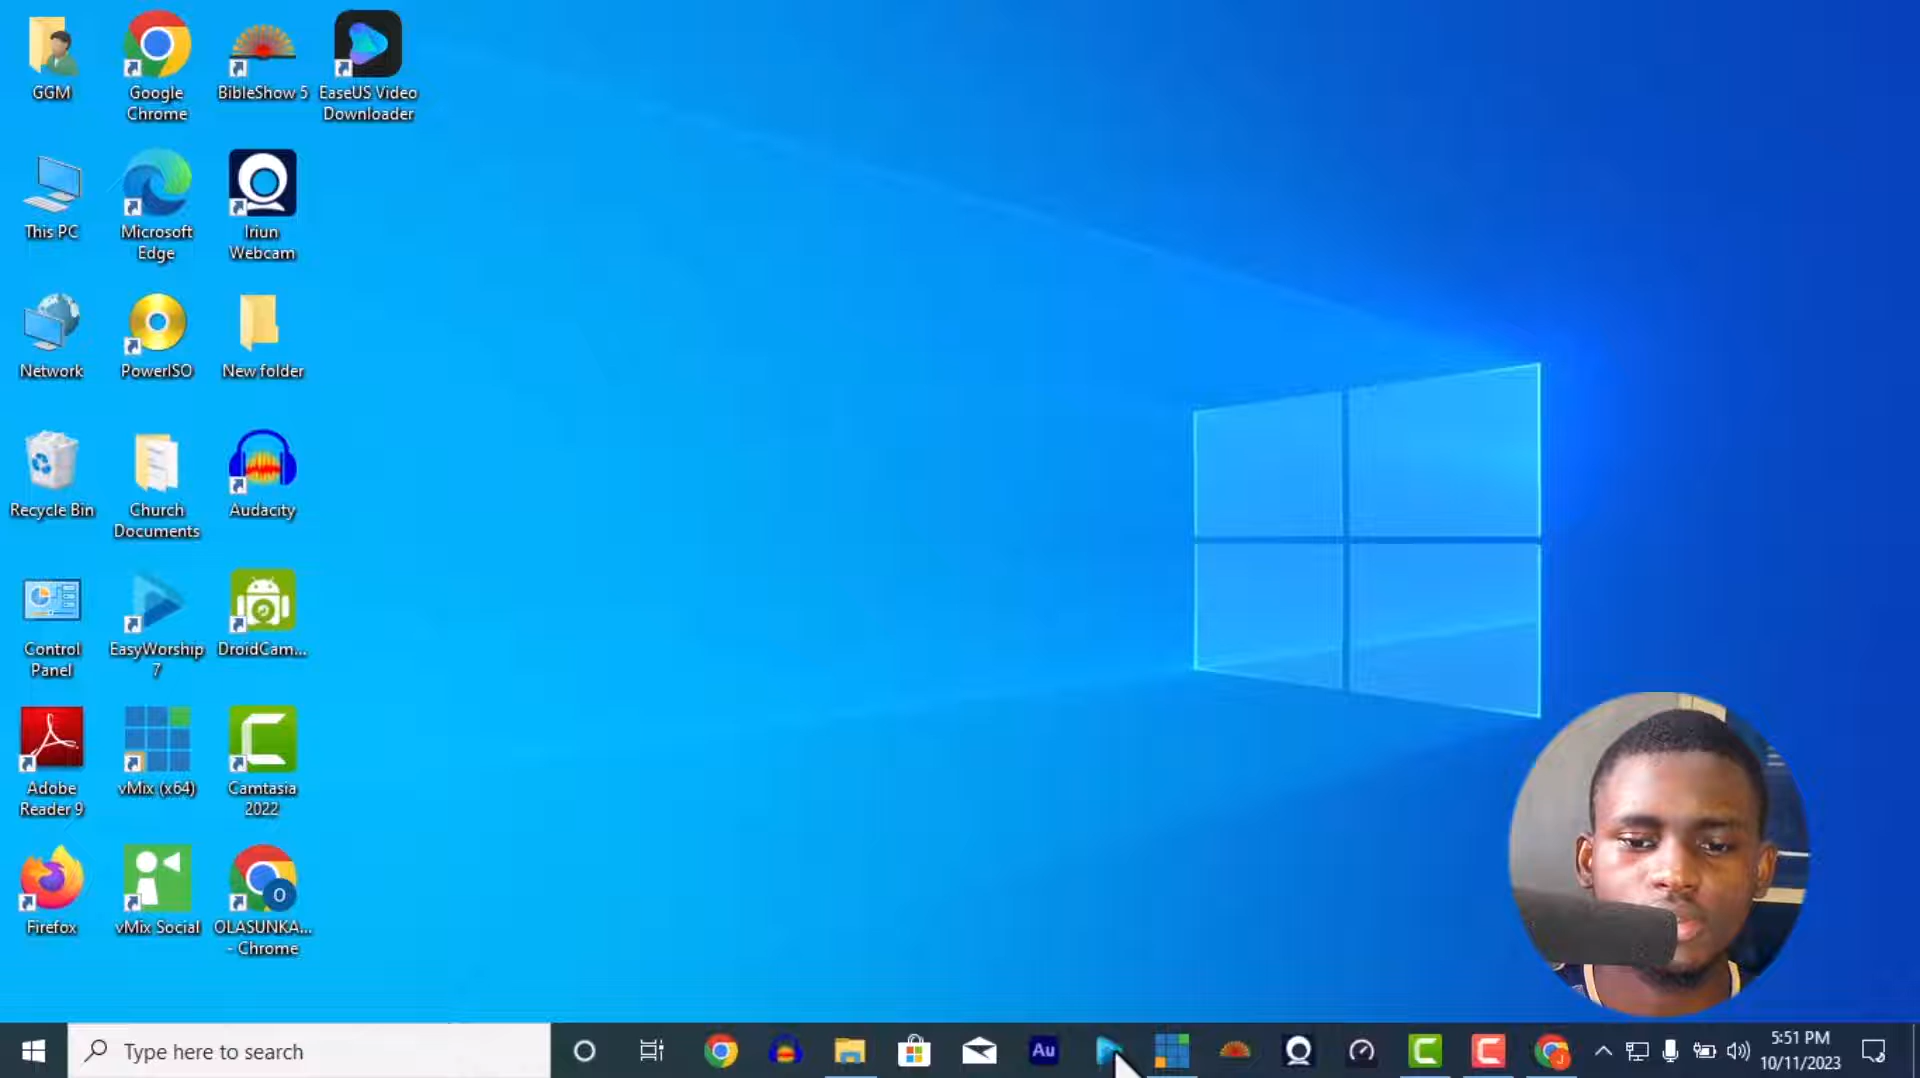 GGM
Google
Chrome
BibleShow 5
EaseUS Video
Downloader
This PC
Microsoft
Edge
Iriun
Webcam
Network
PowerISO
New folder
Recycle Bin
Church
Documents
Audacity
Control
Panel
EasyWorship
7
DroidCam...
Adobe
Reader 9
vMix (x64)
Camtasia
2022
Firefox
vMix Social
O
OLASUNKA...
- Chrome
Type here to search
Au
J
5:51 PM
10/11/2023